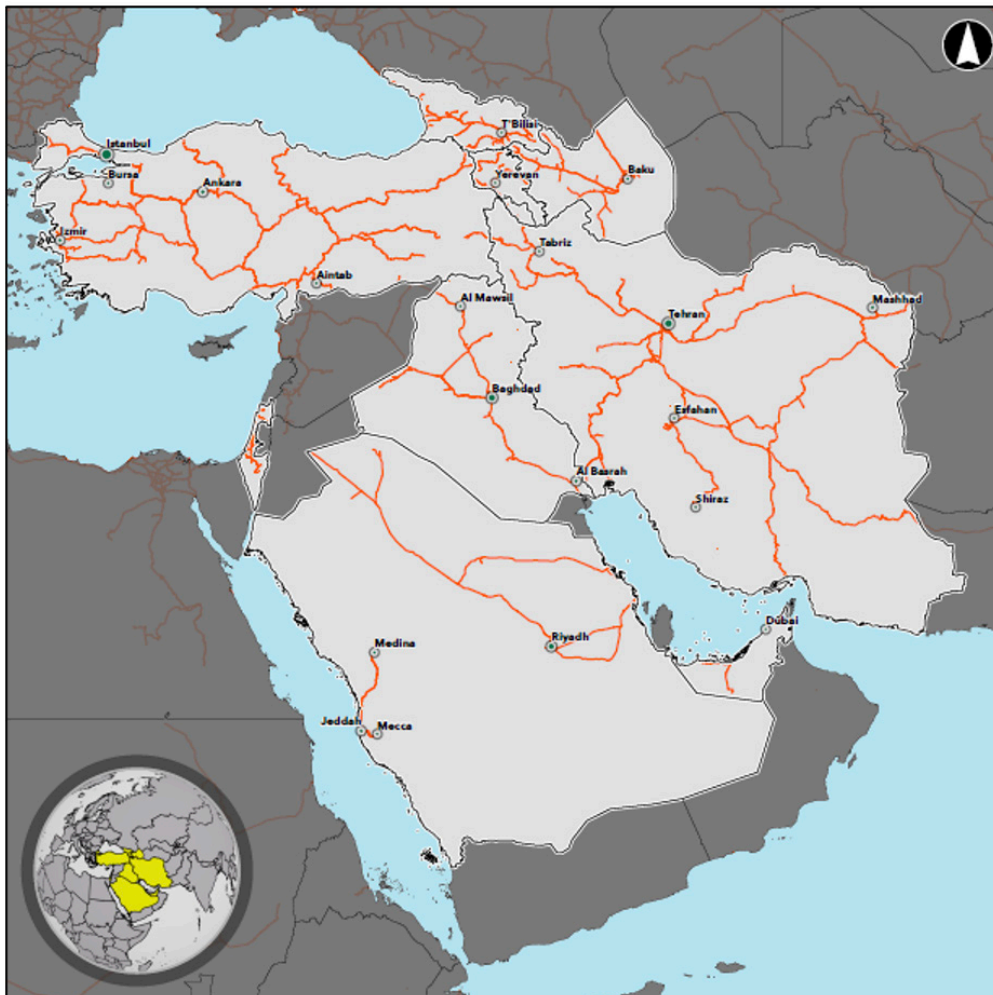 T'Bilisi
Istanbul
Bursa
Ankara
Yerevan
Baku
Izmir
Tabriz
Aintab
Al Mawsil
Mashhad
Tehran
Baghdad
Esfahan
Al Basrah
Shiraz
Dubai
Riyadh
Medina
Jeddah
Mecca